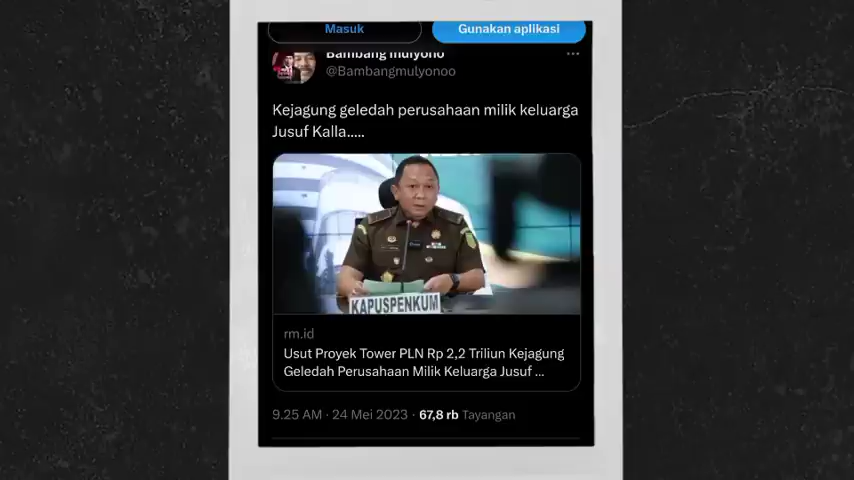 Masuk
Gunakan aplikasi
Bambang mulyono
@Bambangmulyonoo
Kejagung geledah perusahaan milik keluarga
Jusuf Kalla.....
KAPUSPENKUM
rm.id
Usut Proyek Tower PLN Rp 2,2 Triliun Kejagung
Geledah Perusahaan Milik Keluarga Jusuf ...
9.25 AM · 24 Mei 2023 · 67,8 rb Tayangan